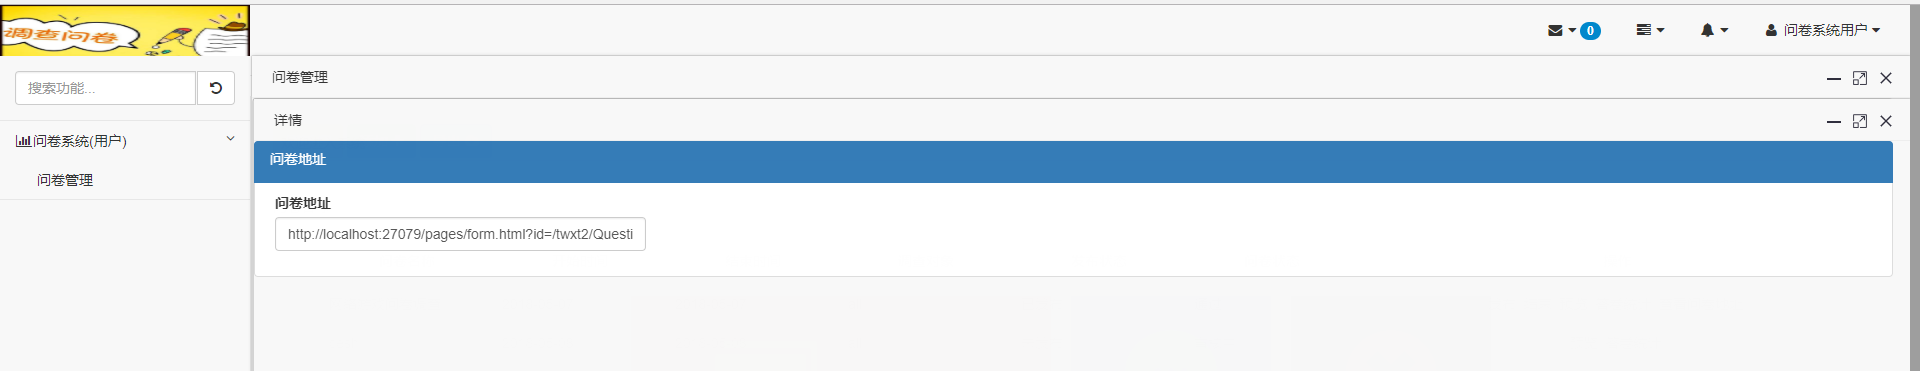 调查问卷
0
问卷系统用户
搜索功能...
问卷系统(用户)
问卷管理
问卷管理
详情
问卷地址
问卷地址
http://localhost:27079/pages/form.html?id=/twxt2/Questi